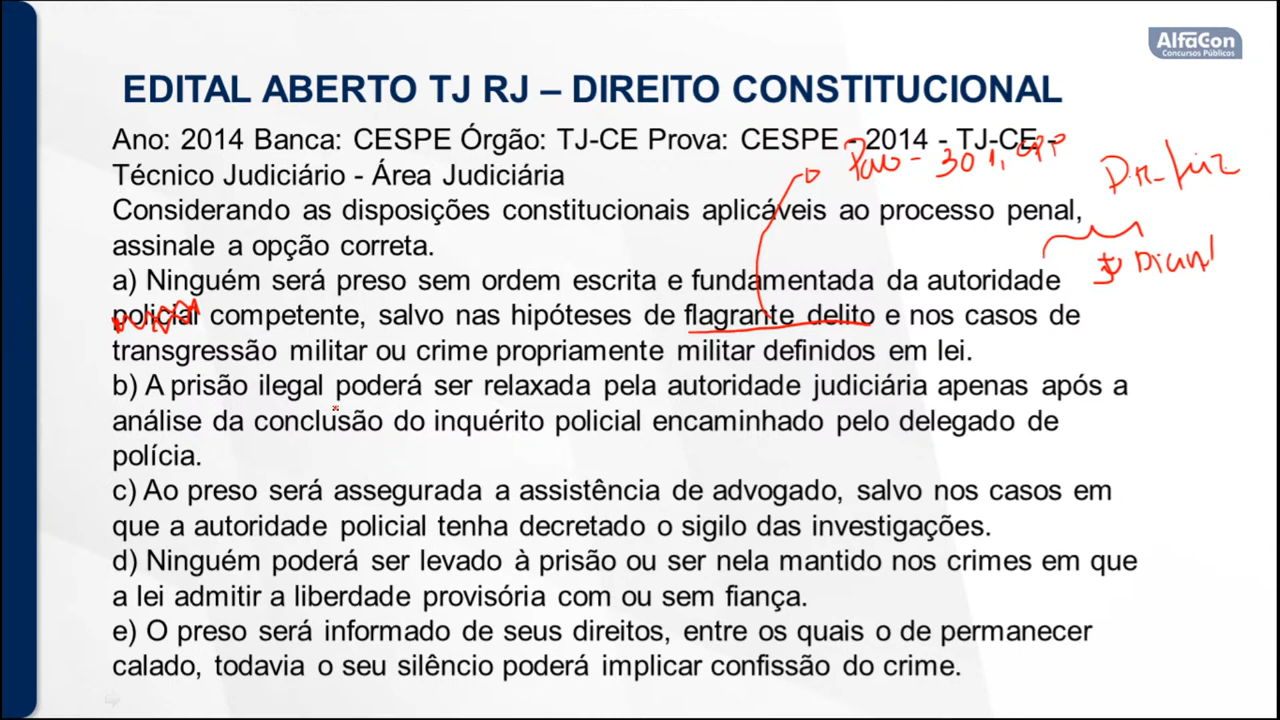 AlfaCon
Concursos Públicos
EDITAL ABERTO TJ RJ – DIREITO CONSTITUCIONAL
Ano: 2014 Banca: CESPE Órgão: TJ-CE Prova: CESPE - 2014 - TJ-CE -
Técnico Judiciário - Área Judiciária
Considerando as disposições constitucionais aplicáveis ao processo penal,
assinale a opção correta.
a) Ninguém será preso sem ordem escrita e fundamentada da autoridade
policial competente, salvo nas hipóteses de flagrante delito e nos casos de
transgressão militar ou crime propriamente militar definidos em lei.
b) A prisão ilegal poderá ser relaxada pela autoridade judiciária apenas após a
análise da conclusão do inquérito policial encaminhado pelo delegado de
polícia.
c) Ao preso será assegurada a assistência de advogado, salvo nos casos em
que a autoridade policial tenha decretado o sigilo das investigações.
d) Ninguém poderá ser levado à prisão ou ser nela mantido nos crimes em que
a lei admitir a liberdade provisória com ou sem fiança.
e) O preso será informado de seus direitos, entre os quais o de permanecer
calado, todavia o seu silêncio poderá implicar confissão do crime.